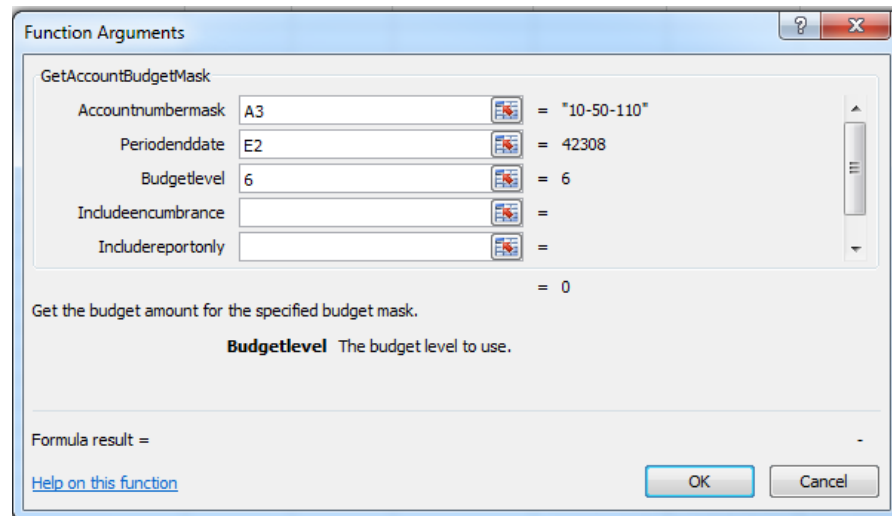 Function Arguments
GetAccountBudgetMask
Accountnumbermask A3 = "10-50-110"
Periodenddate E2 = 42308
Budgetlevel 6 = 6
Includeencumbrance =
Includereportonly =
= 0
Get the budget amount for the specified budget mask.
Budgetlevel The budget level to use.
Formula result = -
Help on this function OK Cancel